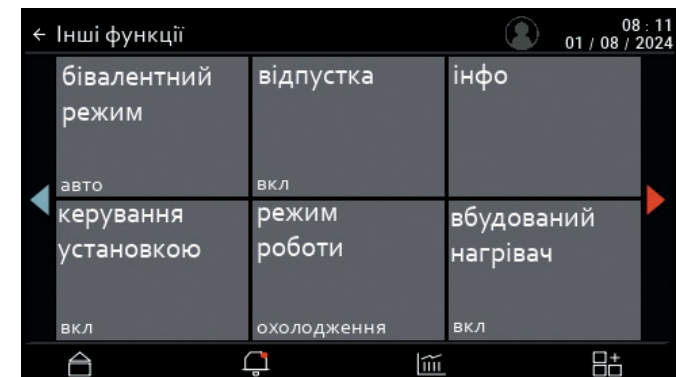 ← Інші функції
08 : 11
01 / 08 / 2024
бівалентний
режим
авто
відпустка
вкл
інфо
керування
установкою
вкл
режим
роботи
охолодження
вбудований
нагрівач
вкл